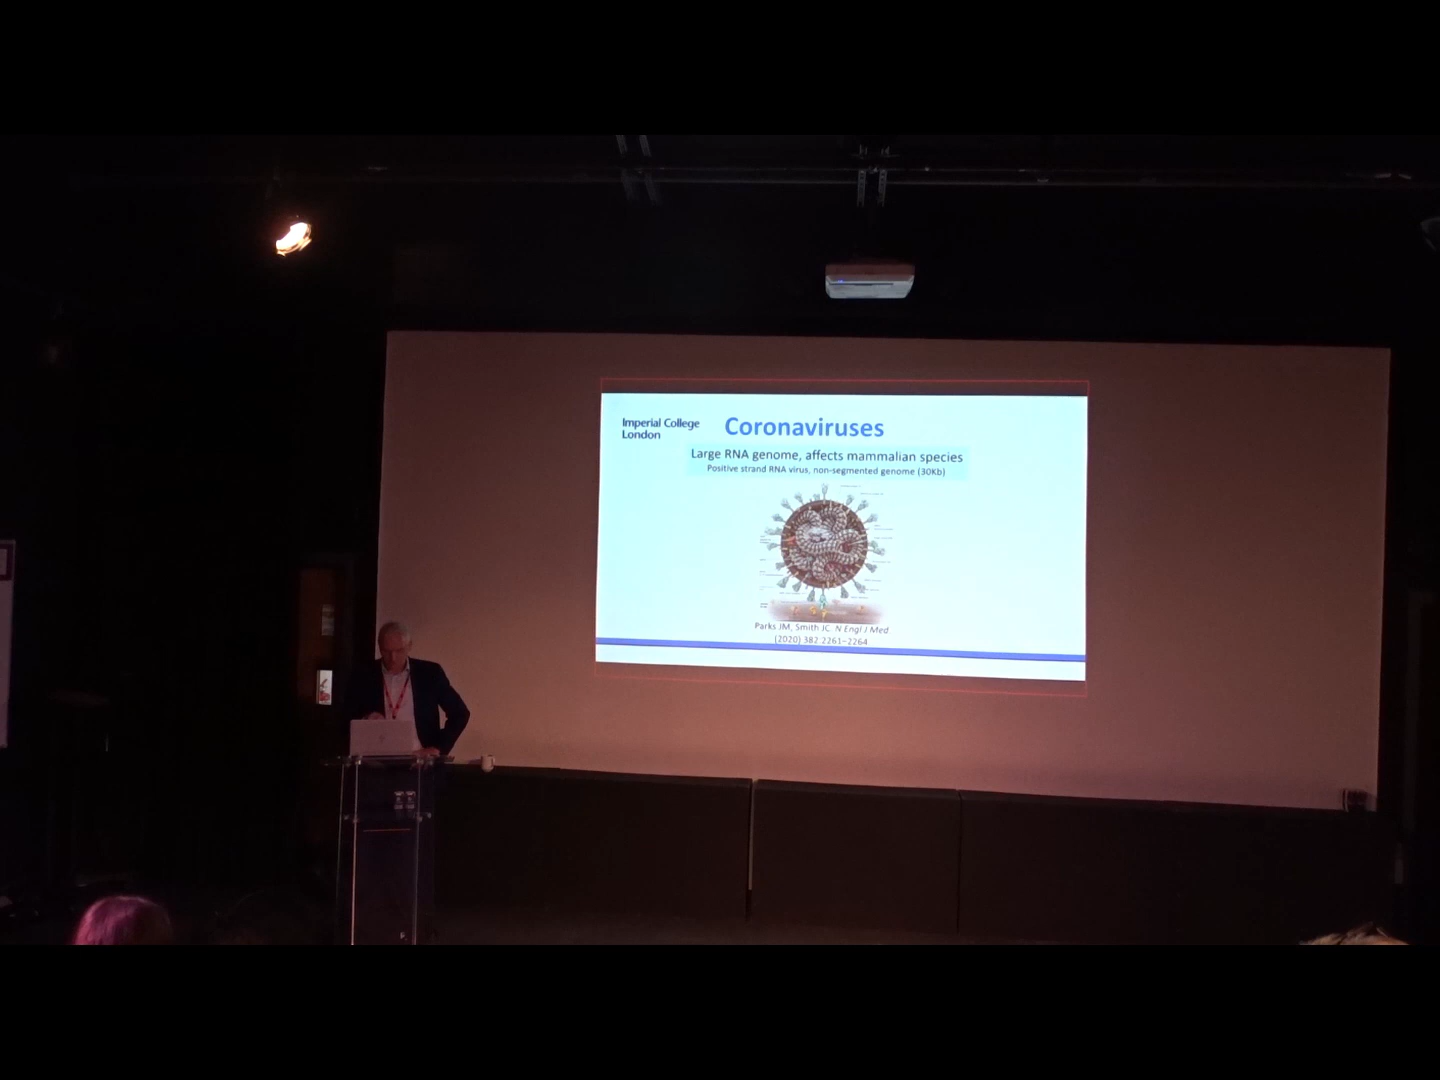 Imperial College
London
Coronaviruses
Large RNA genome, affects mammalian species
Positive strand RNA virus, non-segmented genome (30Kb)
Parks JM, Smith JC N Engl J Med
(2020) 382 2261-2264